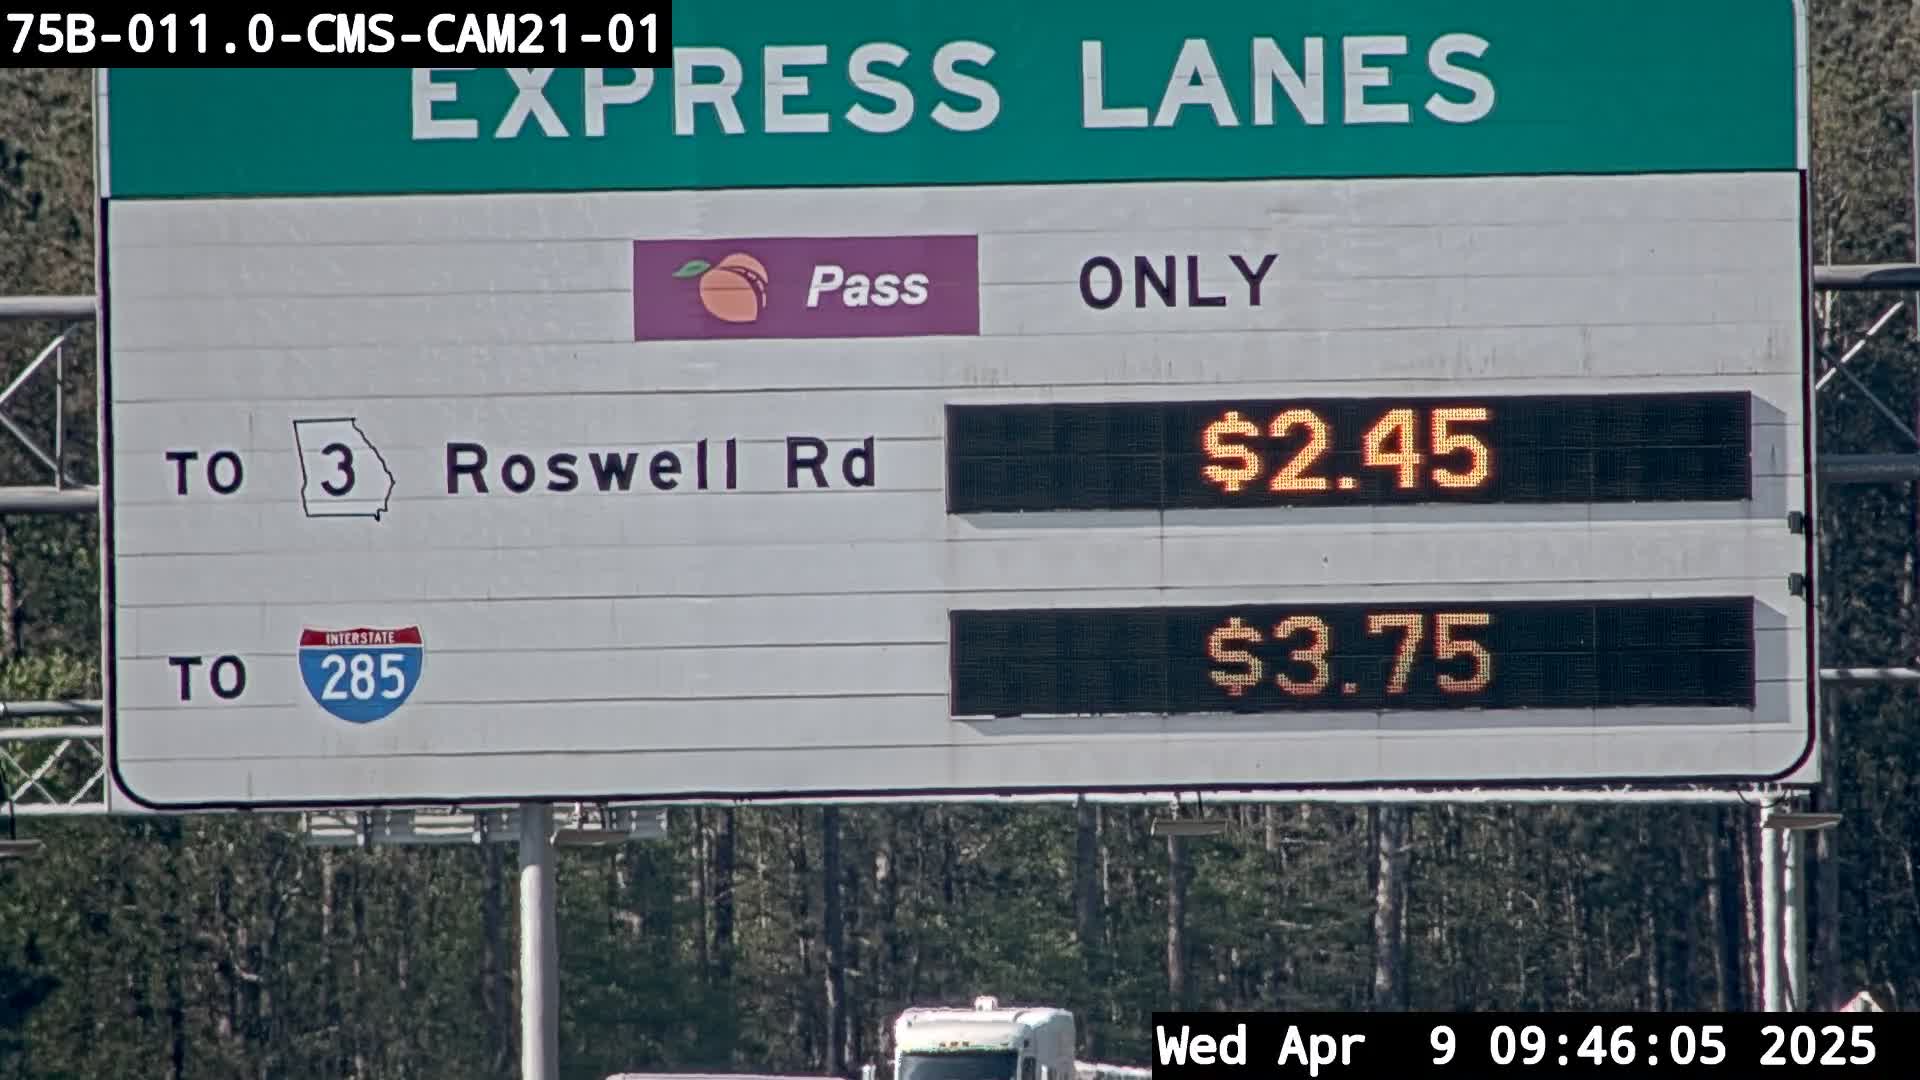 75B-011.0-CMS-CAM21-01
EXPRESS LANES
Pass ONLY
TO 3 Roswell Rd $2.45
TO INTERSTATE 285 $3.75
Wed Apr 9 09:46:05 2025